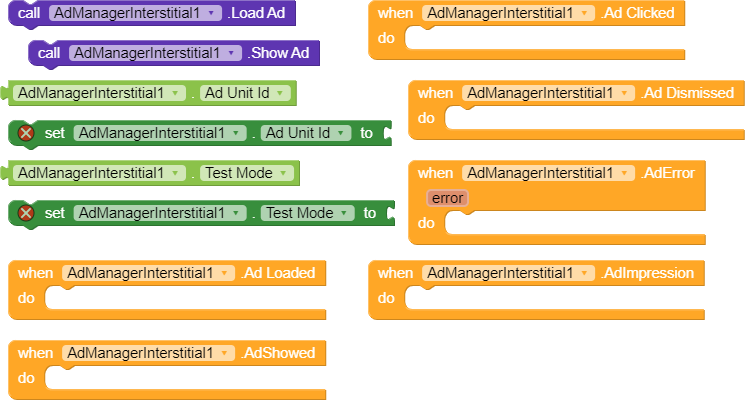 call AdManagerInterstitial1 .Load Ad
call AdManagerInterstitial1 .Show Ad
AdManagerInterstitial1 . Ad Unit Id
set AdManagerInterstitial1 . Ad Unit Id to
AdManagerInterstitial1 . Test Mode
set AdManagerInterstitial1 . Test Mode to
when AdManagerInterstitial1 .Ad Loaded
do
when AdManagerInterstitial1 .AdShowed
do
when AdManagerInterstitial1 .Ad Clicked
do
when AdManagerInterstitial1 .Ad Dismissed
do
when AdManagerInterstitial1 .AdError
error
do
when AdManagerInterstitial1 .AdImpression
do